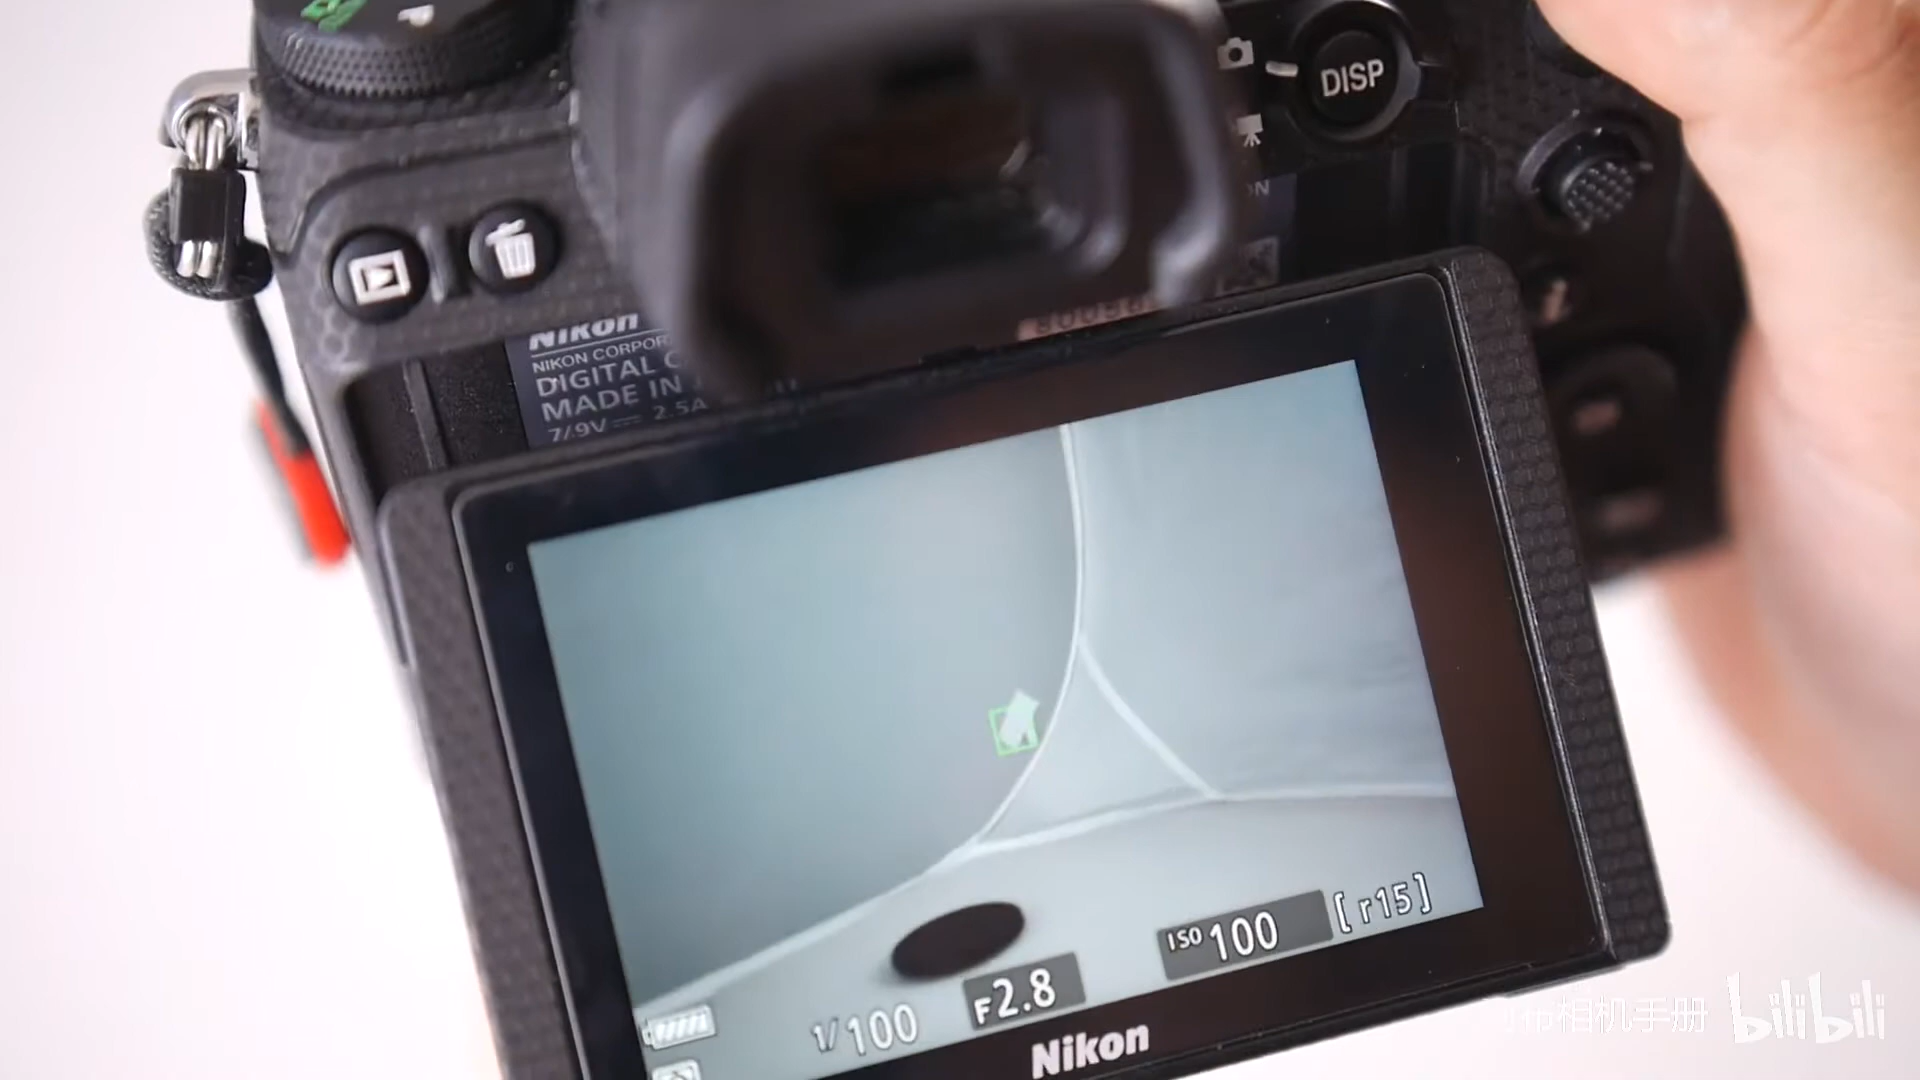 P
DISP
Nikon
NIKON CORPOR
DIGITAL C
MADE IN
7/9V 2.5A
1/100
F2.8
ISO 100
[r15]
Nikon
相机手册
bilibili